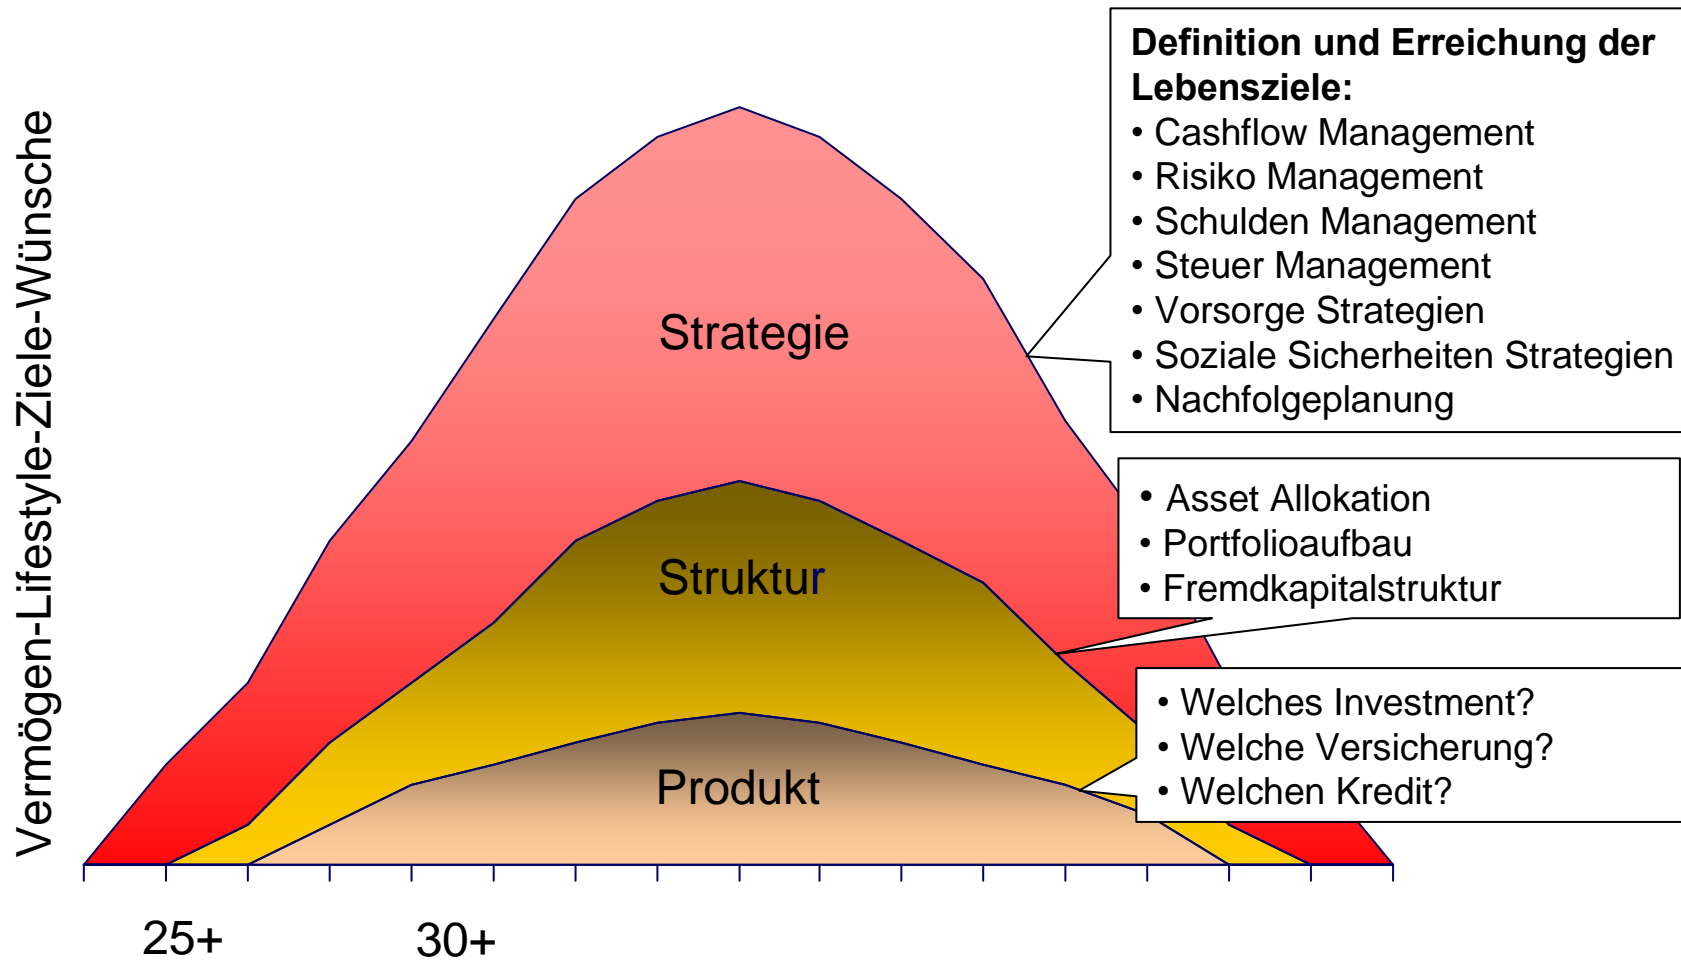 Vermögen-Lifestyle-Ziele-Wünsche
Definition und Erreichung der
Lebensziele:
• Cashflow Management
• Risiko Management
• Schulden Management
• Steuer Management
• Vorsorge Strategien
• Soziale Sicherheiten Strategien
• Nachfolgeplanung
Strategie
• Asset Allokation
• Portfolioaufbau
• Fremdkapitalstruktur
Struktur
• Welches Investment?
• Welche Versicherung?
• Welchen Kredit?
Produkt
25+ 30+